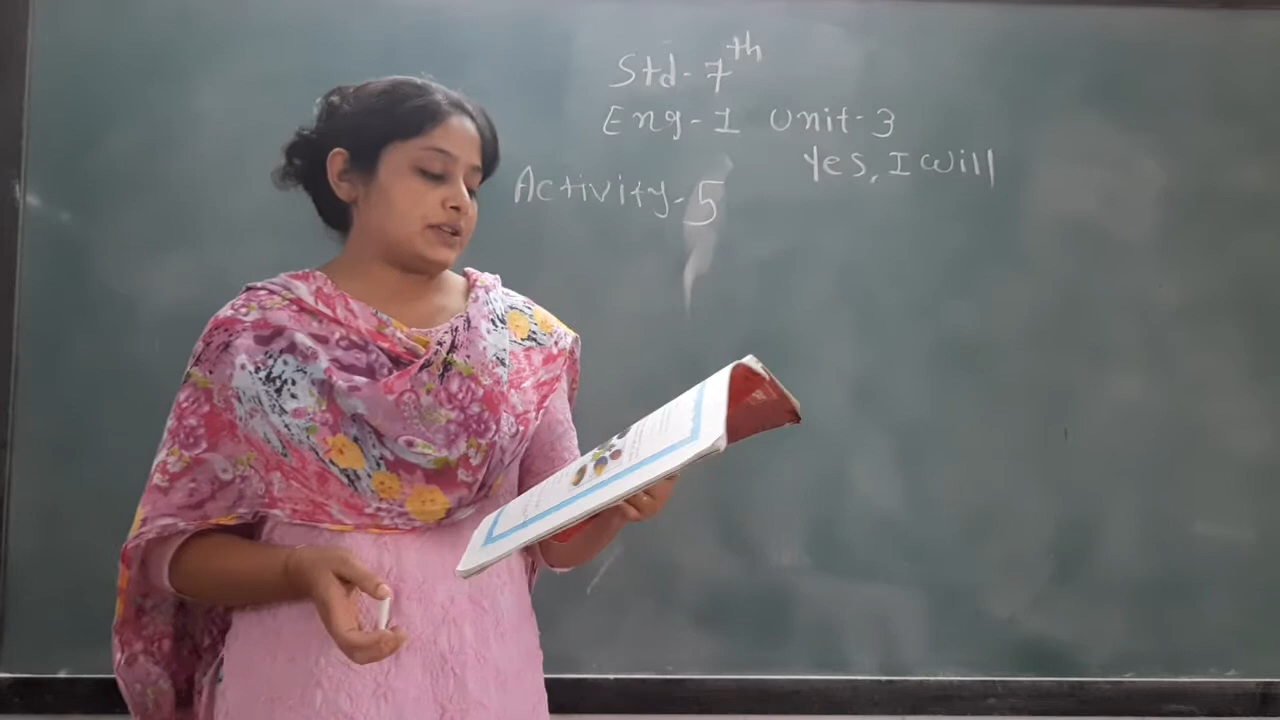 Std-7th
Eng-1 Unit-3
Yes, I will
Activity-5